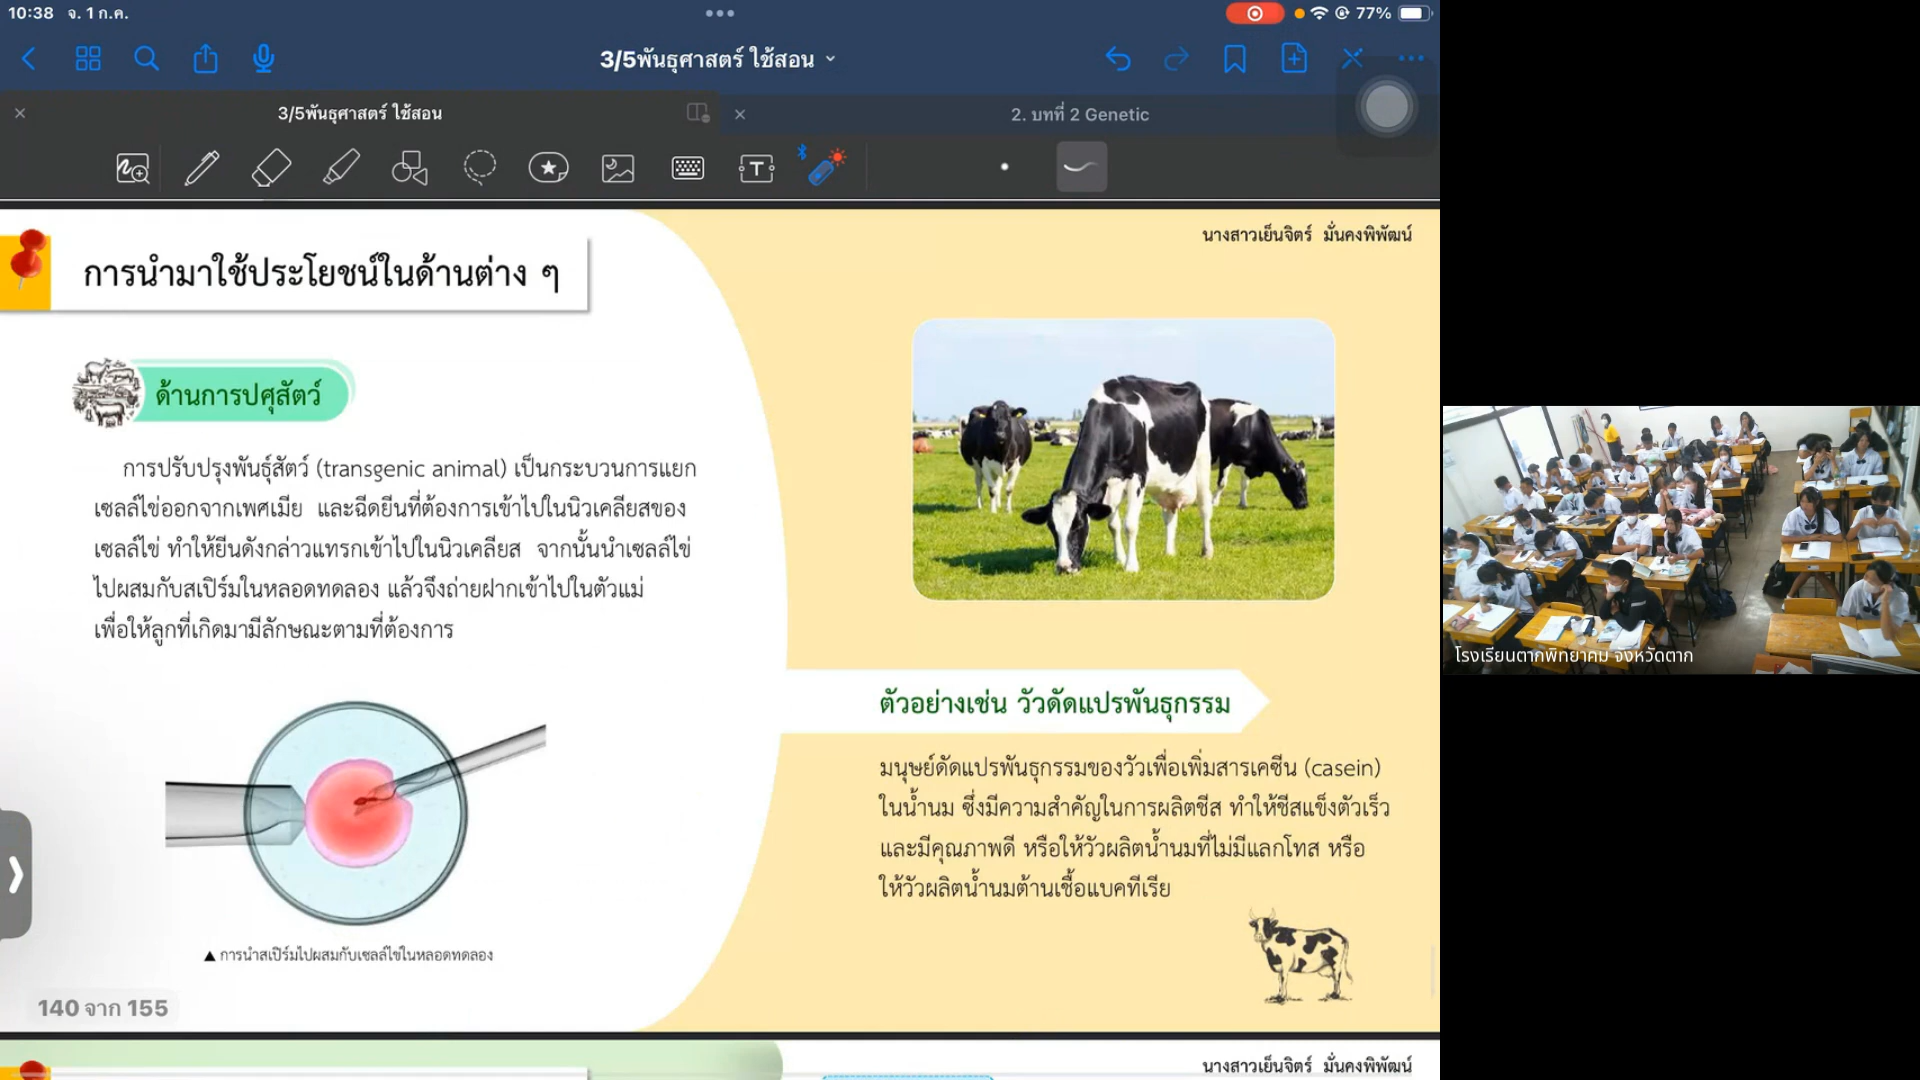 10:38 จ. 1 ก.ค.
77%
3/5พันธุศาสตร์ ใช้สอน
3/5พันธุศาสตร์ ใช้สอน
2. บทที่ 2 Genetic
นางสาวเย็นจิตร์ มั่นคงพิพัฒน์
การนำมาใช้ประโยชน์ในด้านต่าง ๆ
ด้านการปศุสัตว์
การปรับปรุงพันธุ์สัตว์ (transgenic animal) เป็นกระบวนการแยก
เซลล์ไข่ออกจากเพศเมีย และฉีดยีนที่ต้องการเข้าไปในนิวเคลียสของ
เซลล์ไข่ ทำให้ยีนดังกล่าวแทรกเข้าไปในนิวเคลียส จากนั้นนำเซลล์ไข่
ไปผสมกับสเปิร์มในหลอดทดลอง แล้วจึงถ่ายฝากเข้าไปในตัวแม่
เพื่อให้ลูกที่เกิดมามีลักษณะตามที่ต้องการ
▲ การนำสเปิร์มไปผสมกับเซลล์ไข่ในหลอดทดลอง
140 จาก 155
ตัวอย่างเช่น วัวดัดแปรพันธุกรรม
มนุษย์ดัดแปรพันธุกรรมของวัวเพื่อเพิ่มสารเคซีน (casein)
ในน้ำนม ซึ่งมีความสำคัญในการผลิตชีส ทำให้ชีสแข็งตัวเร็ว
และมีคุณภาพดี หรือให้วัวผลิตน้ำนมที่ไม่มีแลกโทส หรือ
ให้วัวผลิตน้ำนมต้านเชื้อแบคทีเรีย
นางสาวเย็นจิตร์ มั่นคงพิพัฒน์
โรงเรียนตากพิทยาคม จังหวัดตาก